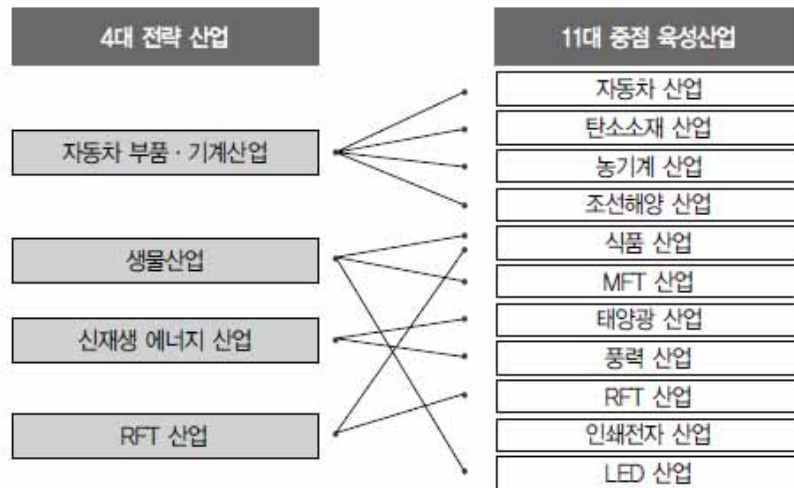 4대 전략 산업
11대 중점 육성산업
자동차 부품 · 기계산업
생물산업
신재생 에너지 산업
RFT 산업
자동차 산업
탄소소재 산업
농기계 산업
조선해양 산업
식품 산업
MFT 산업
태양광 산업
풍력 산업
RFT 산업
인쇄전자 산업
LED 산업